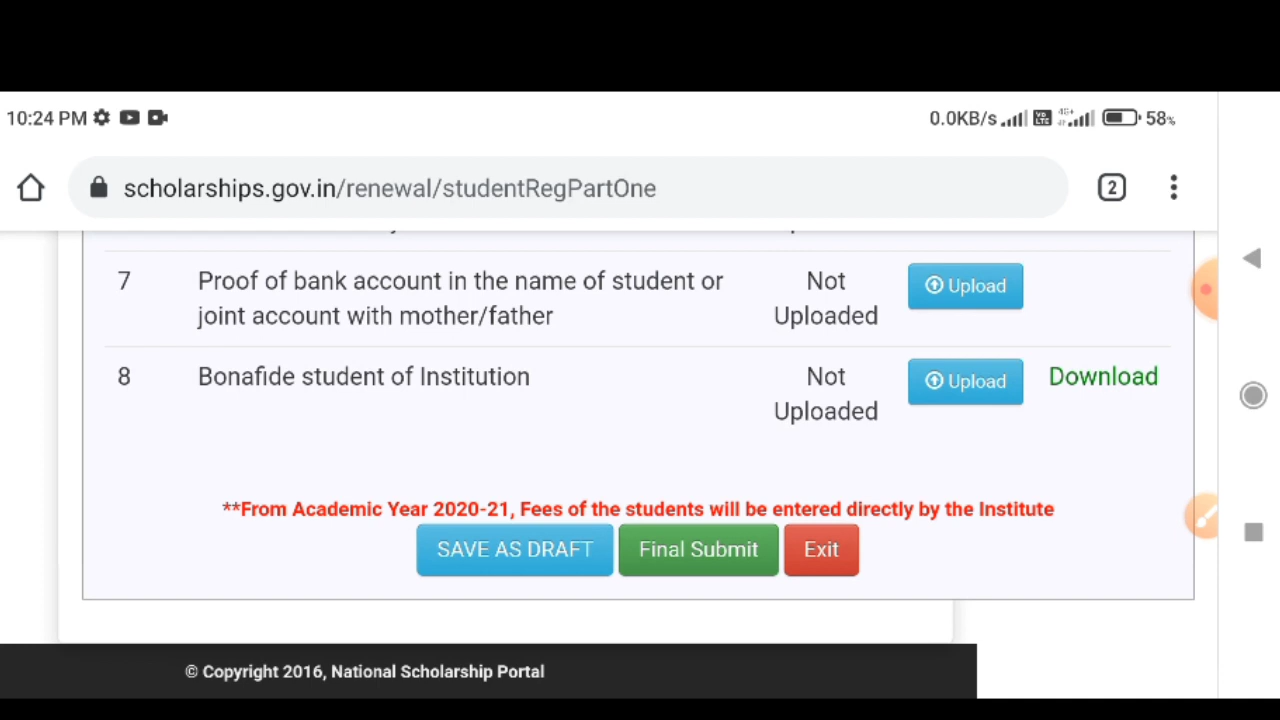 10:24 PM 0.0KB/s 4G+ 58%
scholarships.gov.in/renewal/studentRegPartOne 2
7 Proof of bank account in the name of student or Not Upload
joint account with mother/father Uploaded
8 Bonafide student of Institution Not Upload Download
Uploaded
**From Academic Year 2020-21, Fees of the students will be entered directly by the Institute
SAVE AS DRAFT Final Submit Exit
© Copyright 2016, National Scholarship Portal